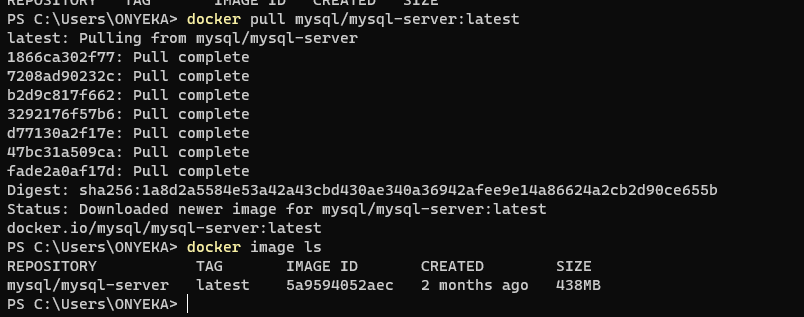 REPOSITORY   TAG       IMAGE ID   CREATED   SIZE
PS C:\Users\ONYEKA> docker pull mysql/mysql-server:latest
latest: Pulling from mysql/mysql-server
1866ca302f77: Pull complete
7208ad90232c: Pull complete
b2d9c817f662: Pull complete
3292176f57b6: Pull complete
d77130a2f17e: Pull complete
47bc31a509ca: Pull complete
fade2a0af17d: Pull complete
Digest: sha256:1a8d2a5584e53a42a43cbd430ae340a36942afee9e14a86624a2cb2d90ce655b
Status: Downloaded newer image for mysql/mysql-server:latest
docker.io/mysql/mysql-server:latest
PS C:\Users\ONYEKA> docker image ls
REPOSITORY           TAG       IMAGE ID       CREATED        SIZE
mysql/mysql-server   latest    5a9594052aec   2 months ago   438MB
PS C:\Users\ONYEKA>